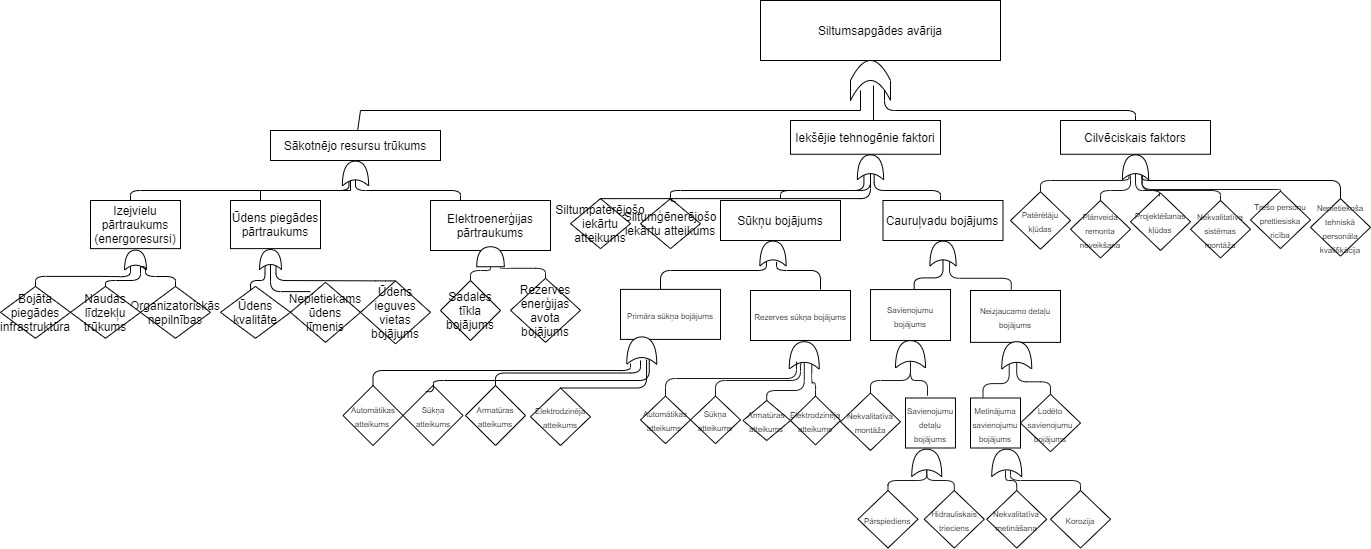 Siltumsapgādes avārija
Sākotnējo resursu trūkums
Iekšējie tehnogēnie faktori
Cilvēciskais faktors
Izejvielu
pārtraukums
(energoresursi)
Ūdens piegādes
pārtraukums
Elektroenerģijas
pārtraukums
Siltumpaterējošo
iekārtu
atteikums
Siltumģēnerējošo
iekārtu atteikums
Sūkņu bojājums
Cauruļvadu bojājums
Patērētāju
kļūdas
Plānveida
remonta
neveikšana
Projektēšanas
kļūdas
Nekvalitatīva
sistēmas
montāža
Trešo personu
prettiesiska
rīcība
Nepietiekoša
tehniskā
personāla
kvalifikācija
Bojāta
piegādes
infrastruktūra
Naudas
līdzekļu
trūkums
Organizatoriskās
nepilnības
Ūdens
kvalitāte
Nepietiekams
ūdens
līmenis
Ūdens
ieguves
vietas
bojājums
Sadales
tīkla
bojājums
Rezerves
enerģijas
avota
bojājums
Primāra sūkņa bojājums
Rezerves sūkņa bojājums
Savienojumu
bojājums
Neizjaucamo detaļu
bojājums
Automātikas
atteikums
Sūkņa
atteikums
Armatūras
atteikums
Elektrodzinēja
atteikums
Automātikas
atteikums
Sūkņa
atteikums
Armatūras
atteikums
Elektrodzinēja
atteikums
Nekvalitatīva
montāža
Savienojumu
detaļu
bojājums
Metinājuma
savienojumu
bojājums
Lodēto
savienojumu
bojājums
Pārspiediens
Hidrauliskais
trieciens
Nekvalitatīva
metināšana
Korozija